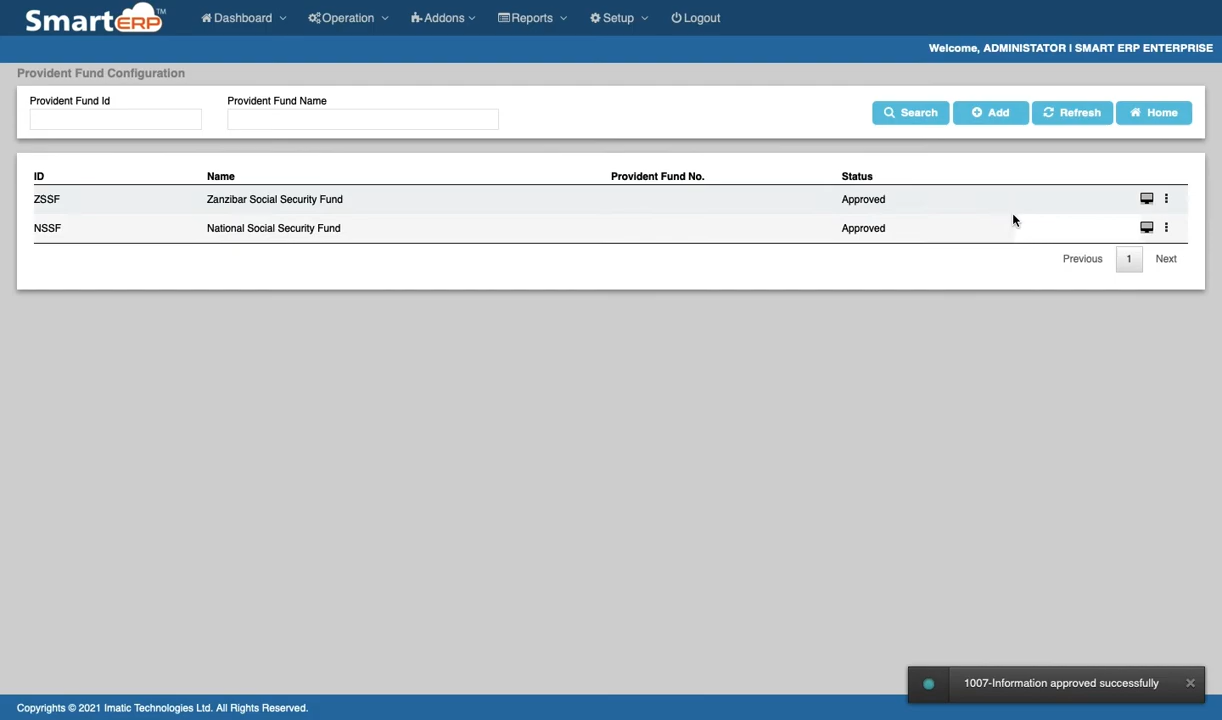 SmartERP™
Dashboard Operation Addons Reports Setup Logout
Welcome, ADMINISTATOR | SMART ERP ENTERPRISE
Provident Fund Configuration
Provident Fund Id Provident Fund Name
Search Add Refresh Home
ID Name Provident Fund No. Status
ZSSF Zanzibar Social Security Fund Approved
NSSF National Social Security Fund Approved
Previous 1 Next
1007-Information approved successfully
Copyrights © 2021 Imatic Technologies Ltd. All Rights Reserved.